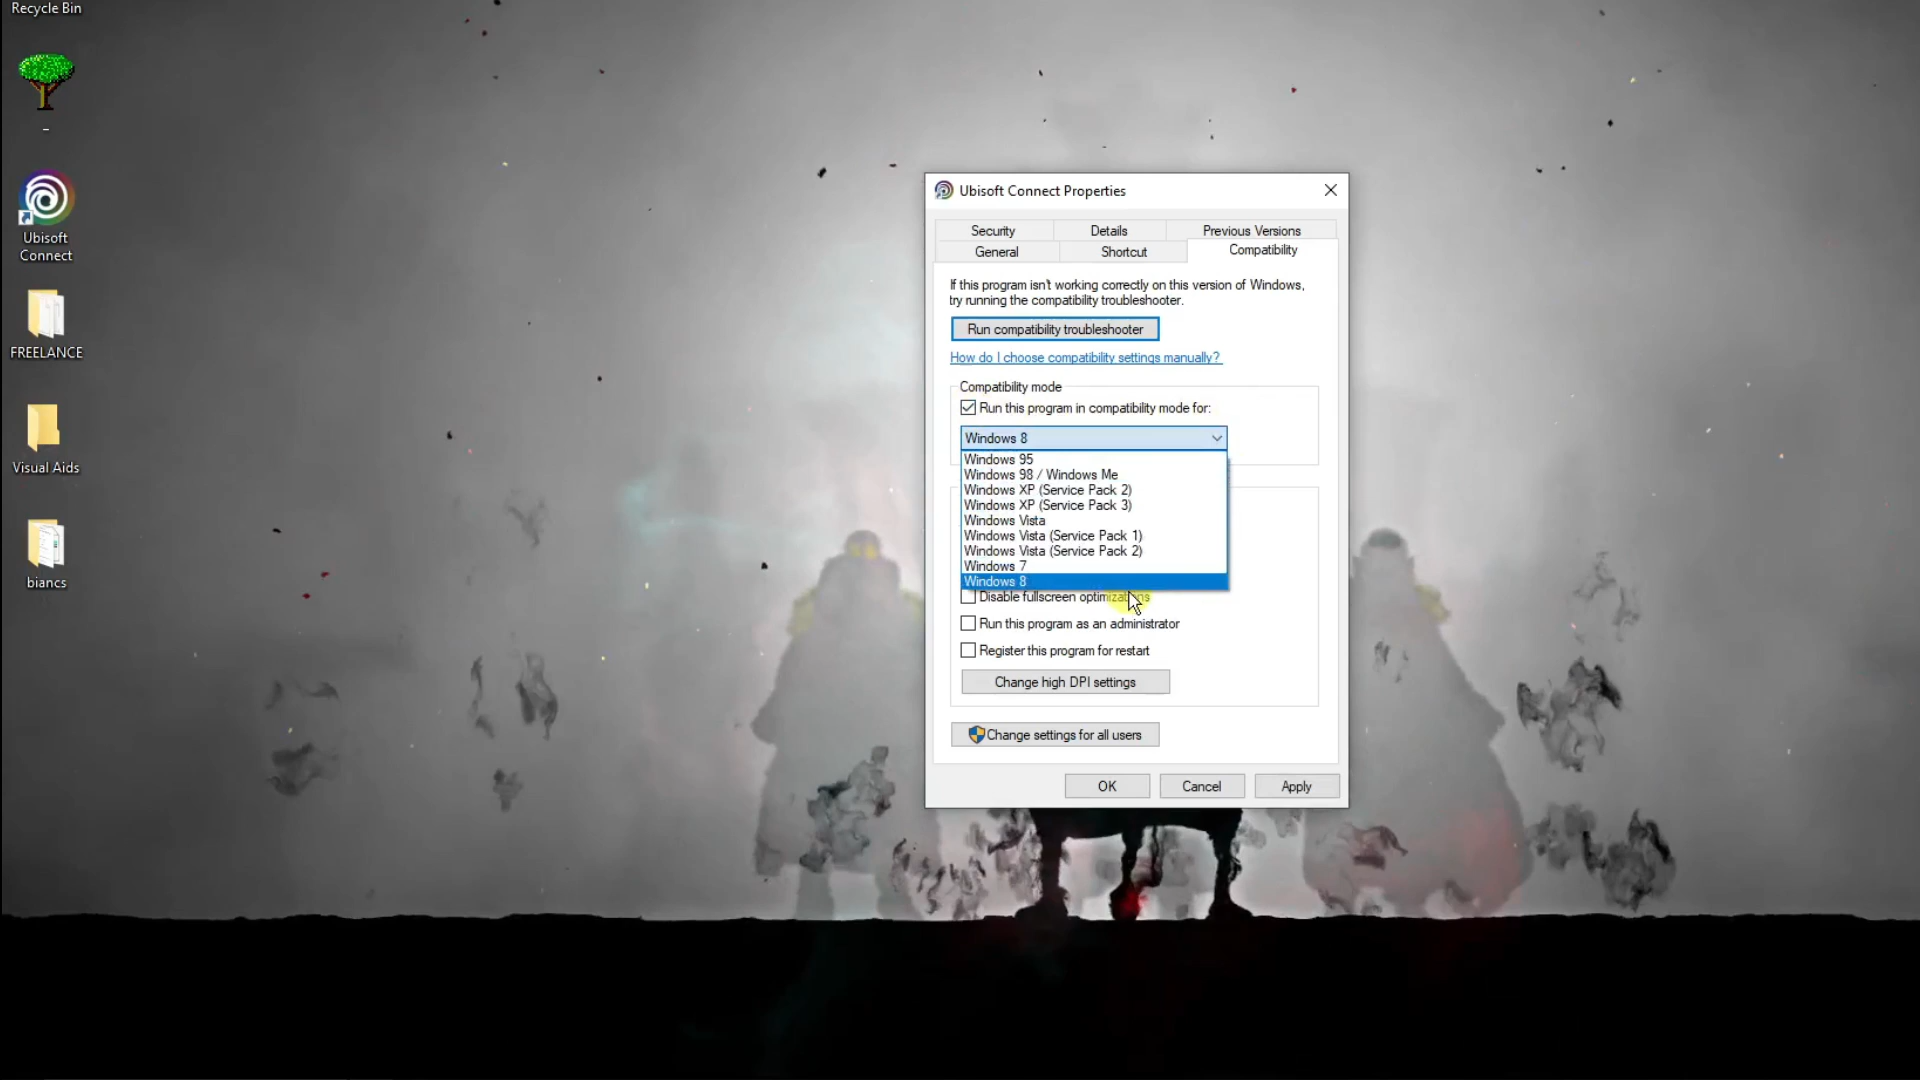 Recycle Bin
_
Ubisoft
Connect
FREELANCE
Visual Aids
biancs
Ubisoft Connect Properties
Security
Details
Previous Versions
General
Shortcut
Compatibility
If this program isn't working correctly on this version of Windows,
try running the compatibility troubleshooter.
Run compatibility troubleshooter
How do I choose compatibility settings manually?
Compatibility mode
Run this program in compatibility mode for:
Windows 8
Windows 95
Windows 98 / Windows Me
Windows XP (Service Pack 2)
Windows XP (Service Pack 3)
Windows Vista
Windows Vista (Service Pack 1)
Windows Vista (Service Pack 2)
Windows 7
Windows 8
Disable fullscreen optimizations
Run this program as an administrator
Register this program for restart
Change high DPI settings
Change settings for all users
OK
Cancel
Apply